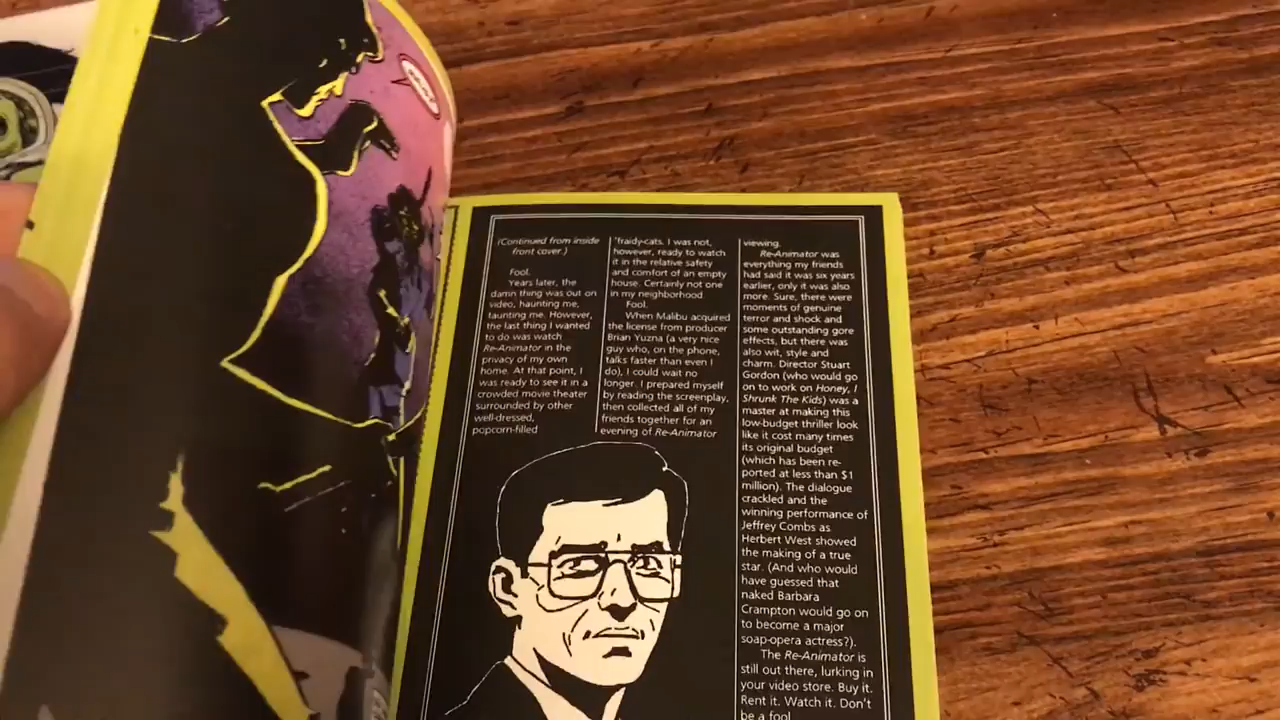 (Continued from inside
front cover.)
Fool.
Years later, the
damn thing was out on
video, haunting me,
taunting me. However,
the last thing I wanted
to do was watch
Re-Animator in the
privacy of my own
home. At that point, I
was ready to see it in a
crowded movie theater
surrounded by other
well-dressed,
popcorn-filled
'fraidy-cats. I was not,
however, ready to watch
it in the relative safety
and comfort of an empty
house. Certainly not one
in my neighborhood.
Fool.
When Malibu acquired
the license from producer
Brian Yuzna (a very nice
guy who, on the phone,
talks faster than even I
do), I could wait no
longer. I prepared myself
by reading the screenplay,
then collected all of my
friends together for an
evening of Re-Animator
viewing.
Re-Animator was
everything my friends
had said it was six years
earlier, only it was also
more. Sure, there were
moments of genuine
terror and shock and
some outstanding gore
effects, but there was
also wit, style and
charm. Director Stuart
Gordon (who would go
on to work on Honey, I
Shrunk The Kids) was a
master at making this
low-budget thriller look
like it cost many times
its original budget
(which has been re-
ported at less than $1
million). The dialogue
crackled and the
winning performance of
Jeffrey Combs as
Herbert West showed
the making of a true
star. (And who would
have guessed that
naked Barbara
Crampton would go on
to become a major
soap-opera actress?).
The Re-Animator is
still out there, lurking in
your video store. Buy it.
Rent it. Watch it. Don't
be a fool.